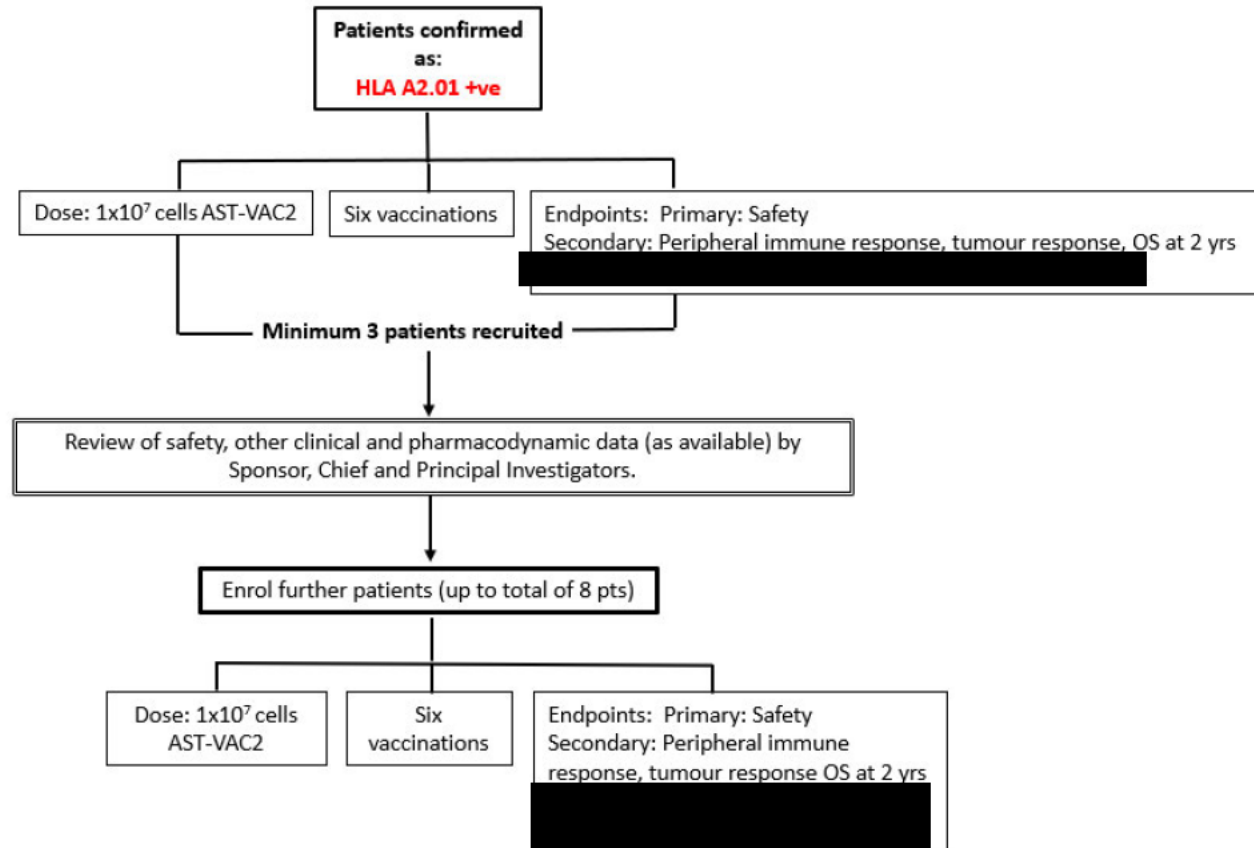 Patients confirmed
as:
HLA A2.01 +ve
Dose: 1x10⁷ cells AST-VAC2
Six vaccinations
Endpoints: Primary: Safety
Secondary: Peripheral immune response, tumour response, OS at 2 yrs
Minimum 3 patients recruited
Review of safety, other clinical and pharmacodynamic data (as available) by
Sponsor, Chief and Principal Investigators.
Enrol further patients (up to total of 8 pts)
Dose: 1x10⁷ cells
AST-VAC2
Six
vaccinations
Endpoints: Primary: Safety
Secondary: Peripheral immune
response, tumour response OS at 2 yrs